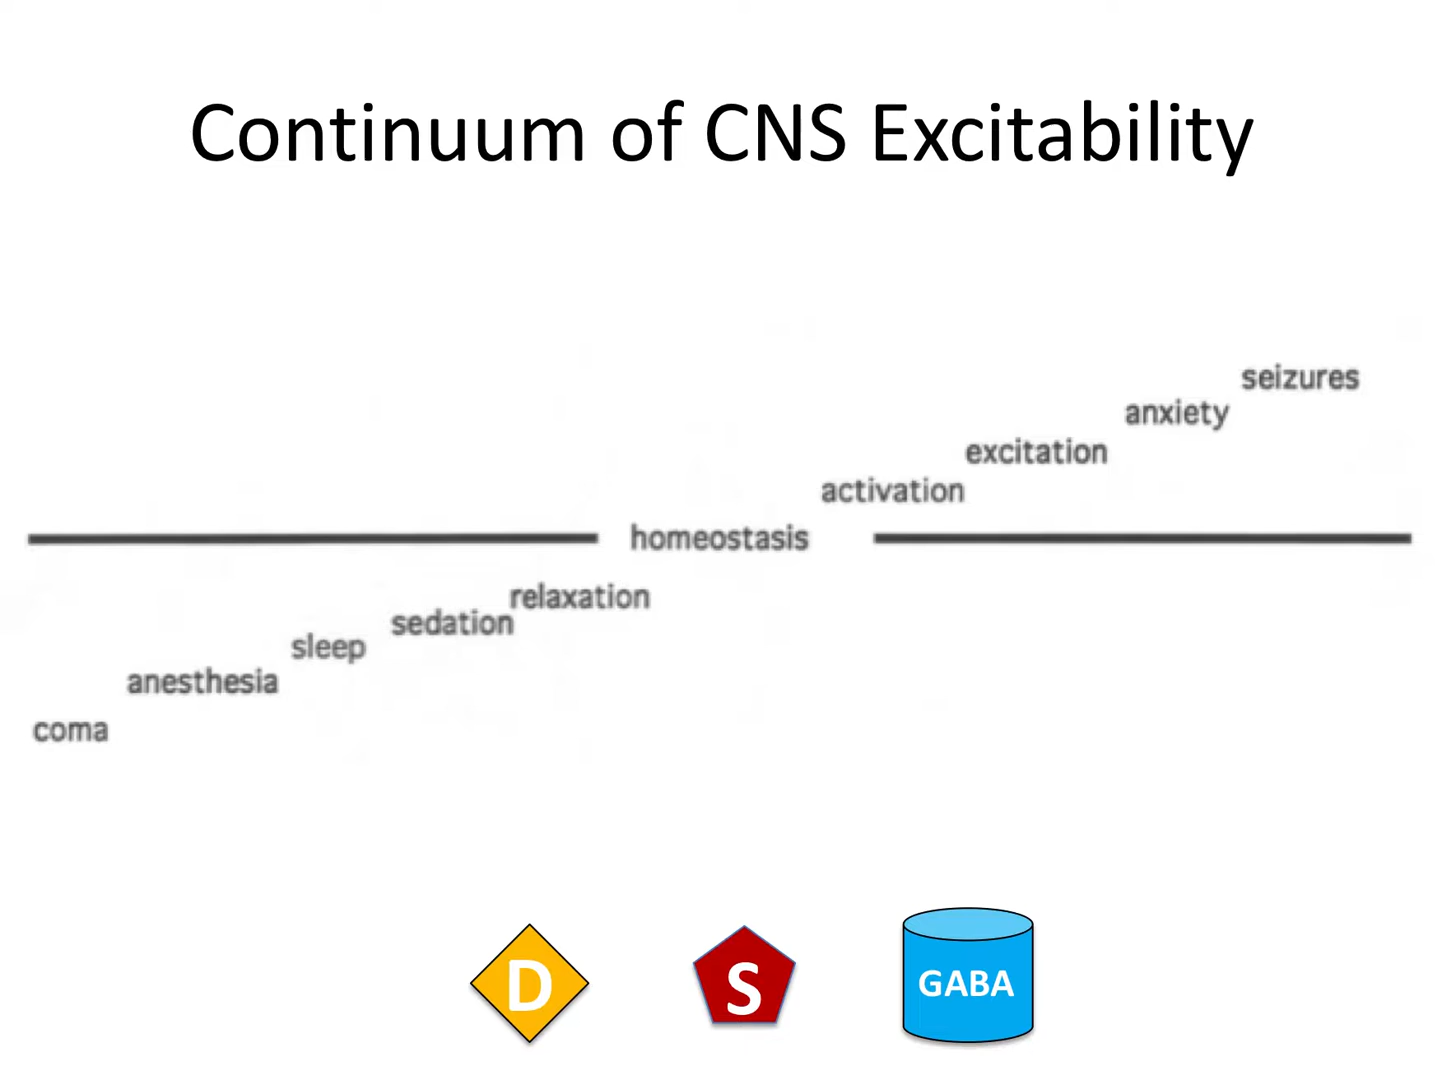 Continuum of CNS Excitability
seizures
anxiety
excitation
activation
homeostasis
relaxation
sedation
sleep
anesthesia
coma
D
S
GABA